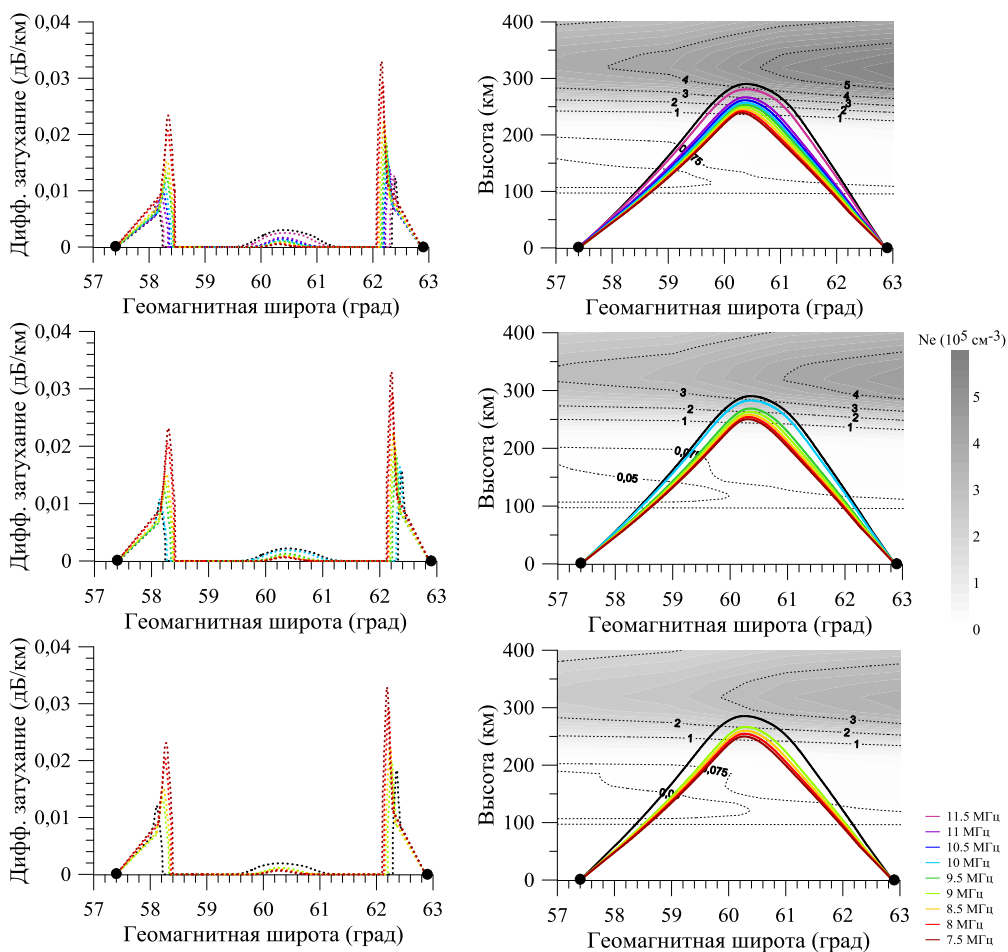 Дифф. затухание (дБ/км)
0,04
0,03
0,02
0,01
0
57 58 59 60 61 62 63
Геомагнитная широта (град)
Высота (км)
400
300
200
100
0
4
3
2
1
5
4
3
2
1
57 58 59 60 61 62 63
Геомагнитная широта (град)
Дифф. затухание (дБ/км)
0,04
0,03
0,02
0,01
0
57 58 59 60 61 62 63
Геомагнитная широта (град)
Высота (км)
400
300
200
100
0
3
2
1
4
3
2
1
0,05
57 58 59 60 61 62 63
Геомагнитная широта (град)
Ne (10⁵ см⁻³)
5
4
3
2
1
0
Дифф. затухание (дБ/км)
0,04
0,03
0,02
0,01
0
57 58 59 60 61 62 63
Геомагнитная широта (град)
Высота (км)
400
300
200
100
0
2
1
3
2
1
0,075
57 58 59 60 61 62 63
Геомагнитная широта (град)
11.5 МГц
11 МГц
10.5 МГц
10 МГц
9.5 МГц
9 МГц
8.5 МГц
8 МГц
7.5 МГц